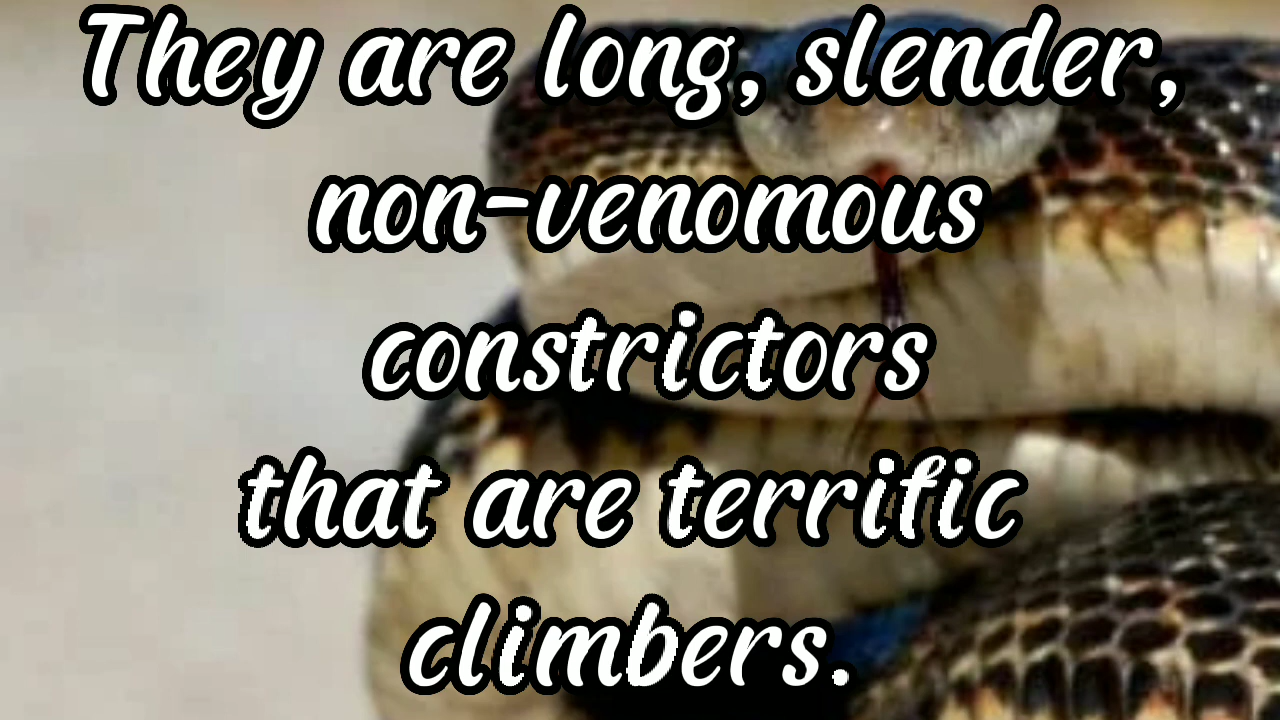 They are long, slender,
non-venomous
constrictors
that are terrific
climbers.